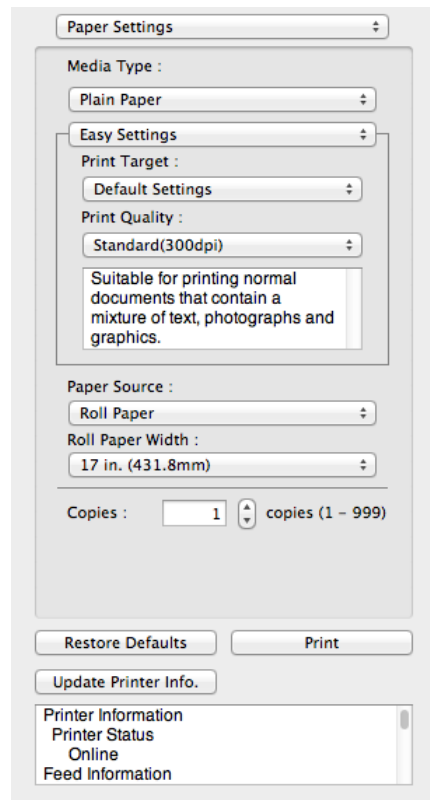 Paper Settings
Media Type :
Plain Paper
Easy Settings
Print Target :
Default Settings
Print Quality :
Standard(300dpi)
Suitable for printing normal
documents that contain a
mixture of text, photographs and
graphics.
Paper Source :
Roll Paper
Roll Paper Width :
17 in. (431.8mm)
Copies : 1 copies (1 – 999)
Restore Defaults Print
Update Printer Info.
Printer Information
Printer Status
Online
Feed Information